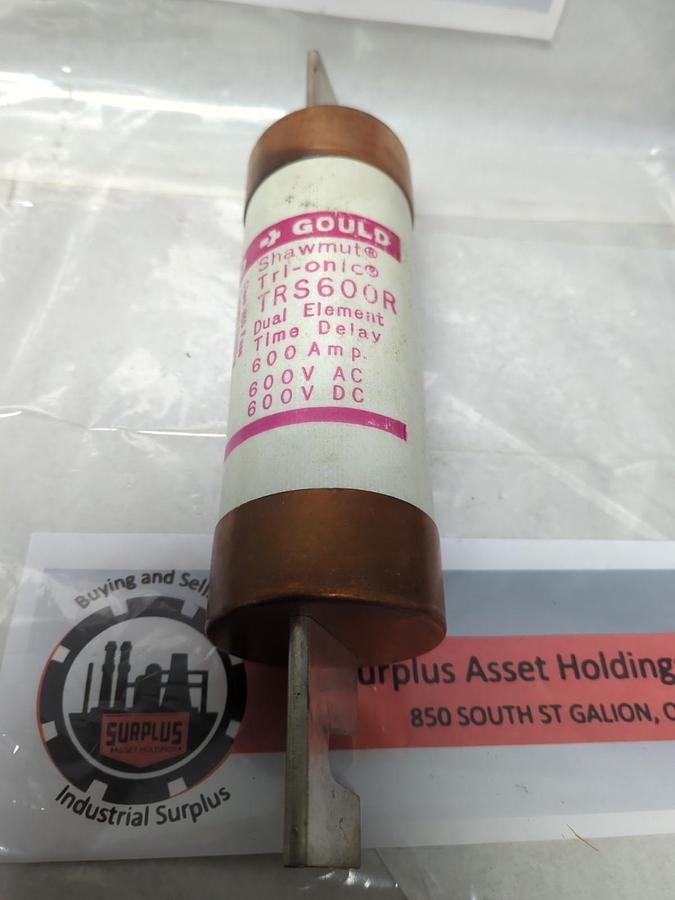 GOULD
Shawmut®
Tri-onic®
TRS600R
Dual Element
Time Delay
600 Amp.
600V AC
600V DC
Buying and
SURPLUS
ASSET HOLDINGS
Industrial Surplus
urplus Asset Holding
850 SOUTH ST GALION, O